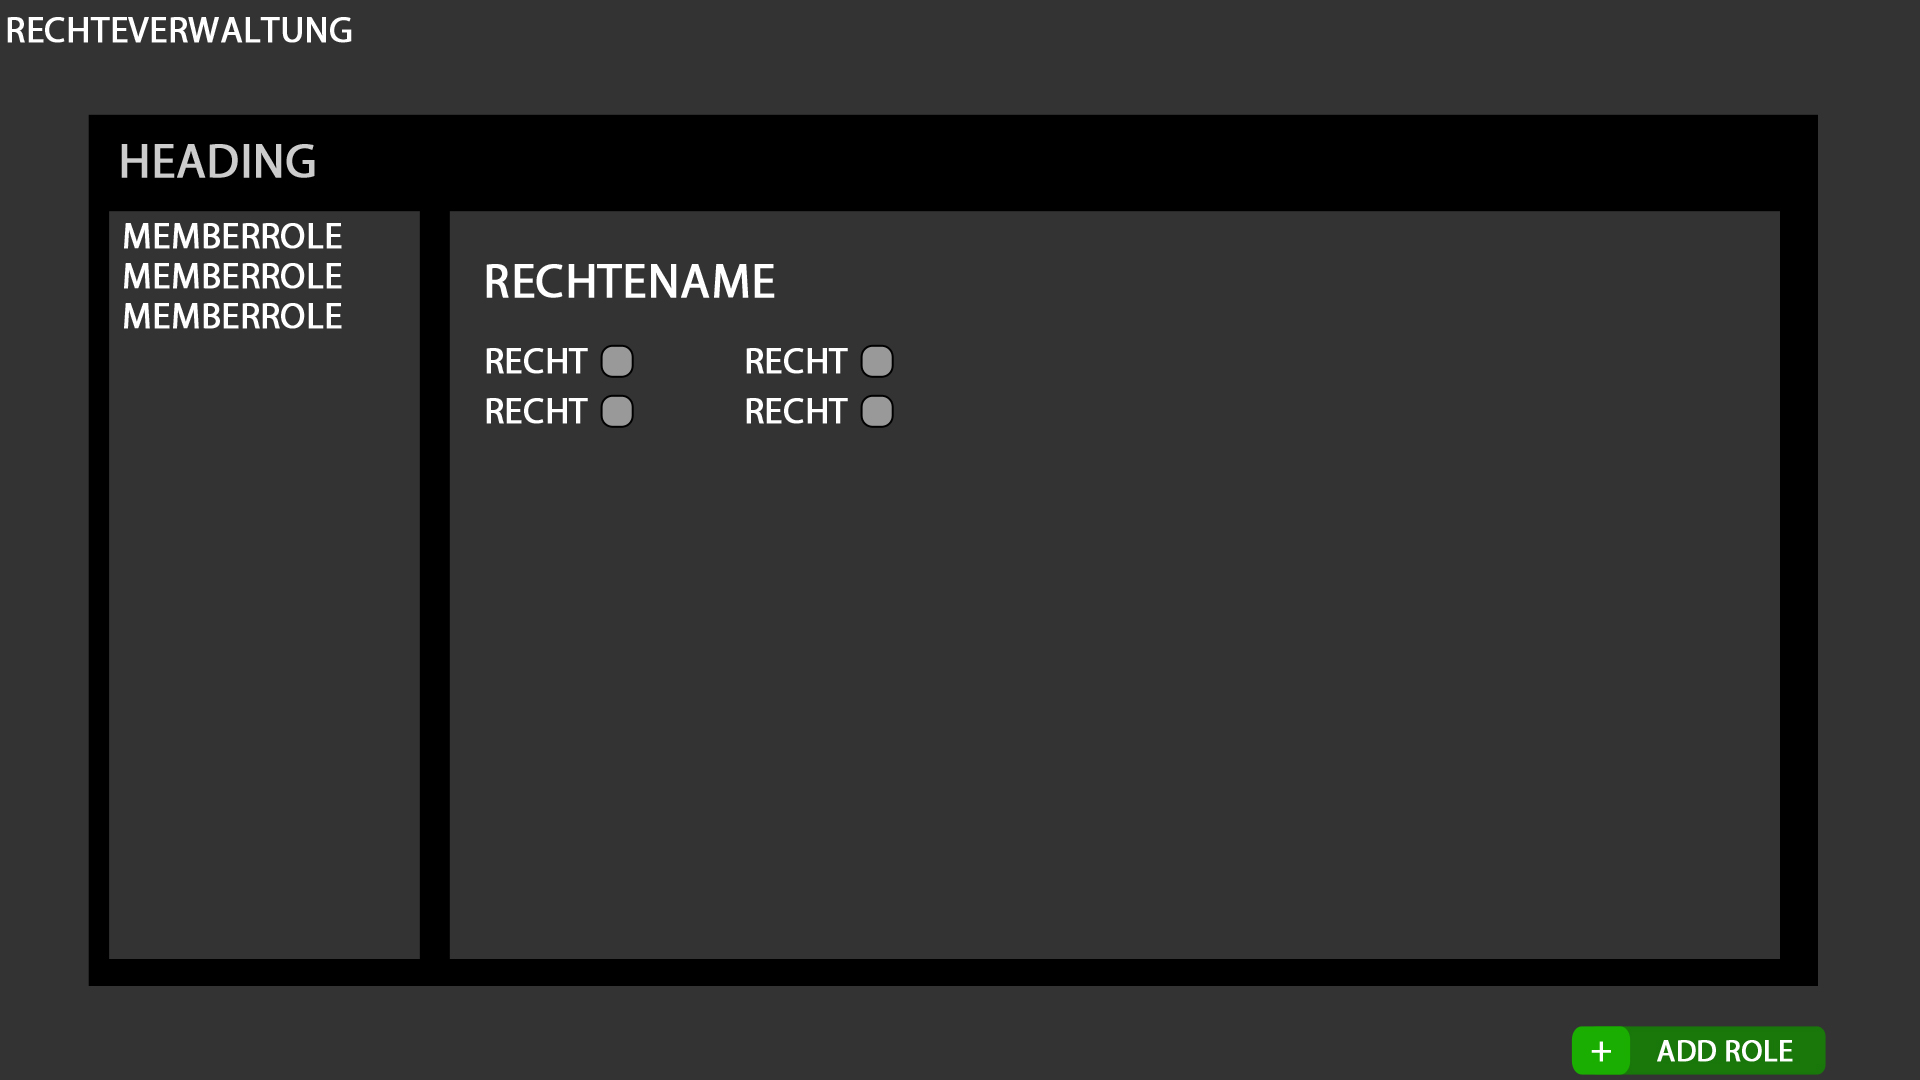 RECHTEVERWALTUNG
HEADING
MEMBERROLE
MEMBERROLE
MEMBERROLE
RECHTENAME
RECHT RECHT
RECHT RECHT
+ ADD ROLE